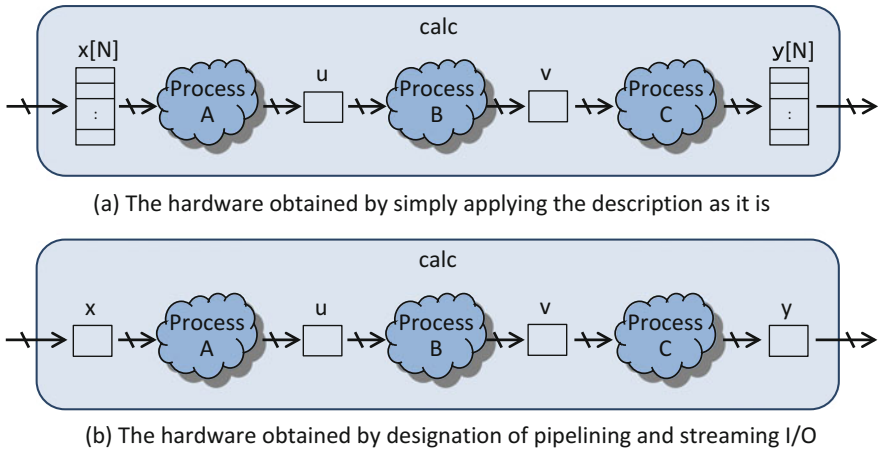 calc
x[N]
Process
A
u
Process
B
v
Process
C
y[N]
:
:
(a) The hardware obtained by simply applying the description as it is
calc
x
Process
A
u
Process
B
v
Process
C
y
(b) The hardware obtained by designation of pipelining and streaming I/O